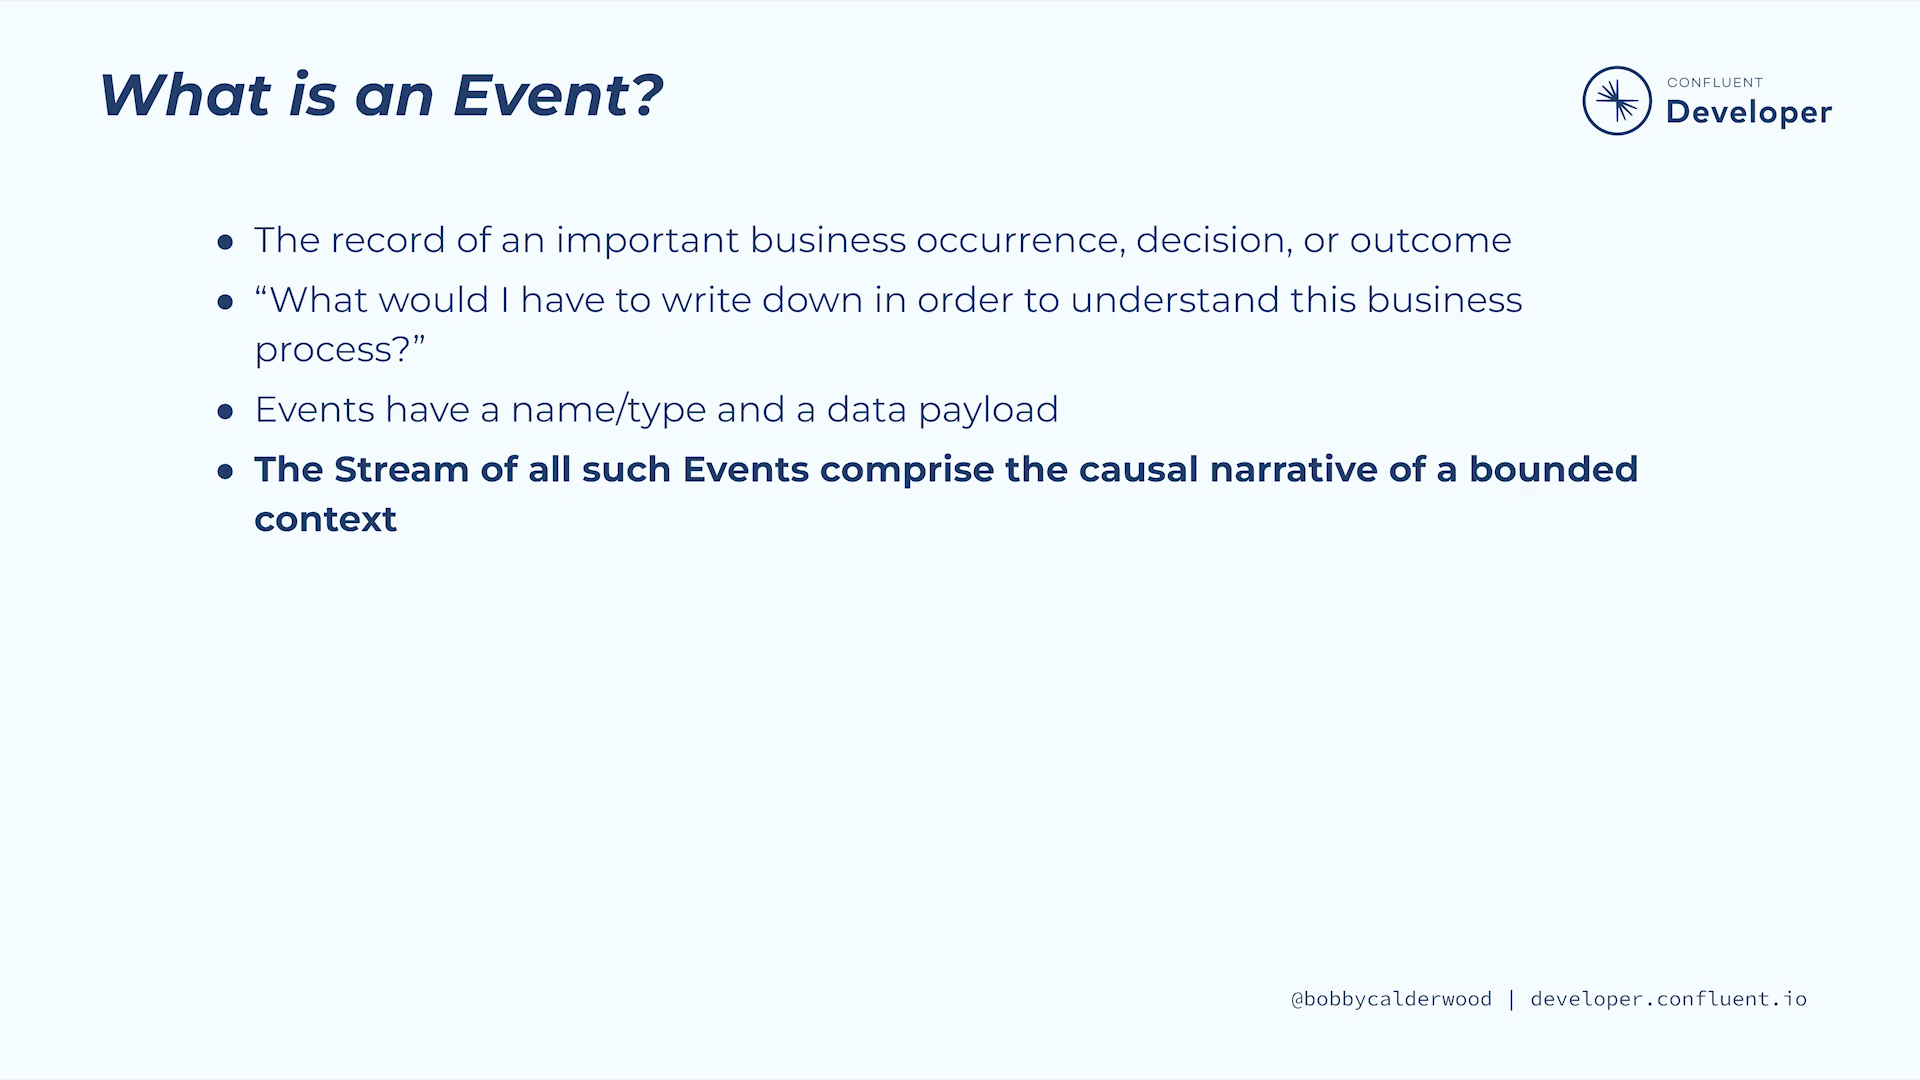 What is an Event?
CONFLUENT
Developer
● The record of an important business occurrence, decision, or outcome
● “What would I have to write down in order to understand this business
process?”
● Events have a name/type and a data payload
● The Stream of all such Events comprise the causal narrative of a bounded
context
@bobbycalderwood | developer.confluent.io